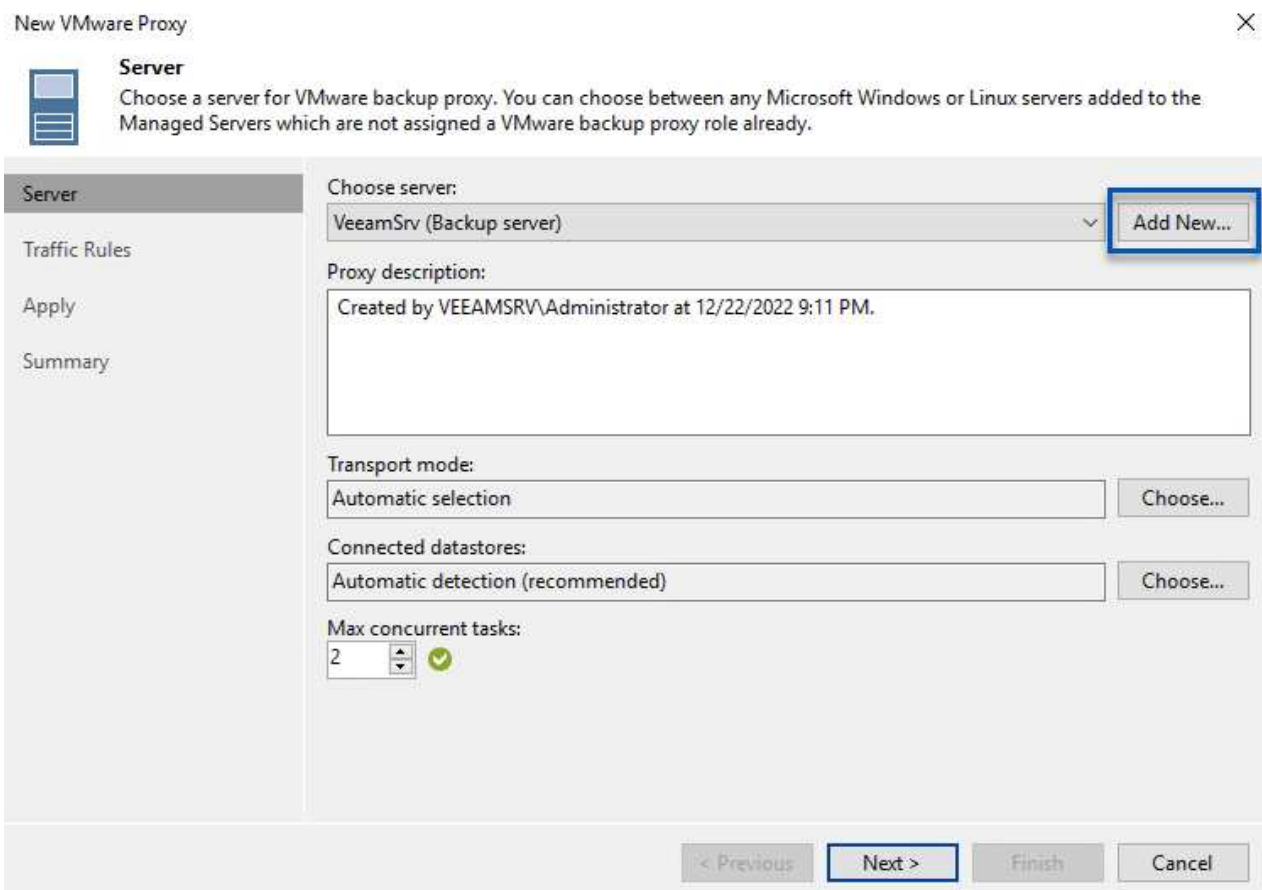 New VMware Proxy
Server
Choose a server for VMware backup proxy. You can choose between any Microsoft Windows or Linux servers added to the
Managed Servers which are not assigned a VMware backup proxy role already.
Server
Traffic Rules
Apply
Summary
Choose server:
VeeamSrv (Backup server)
Add New...
Proxy description:
Created by VEEAMSRV\Administrator at 12/22/2022 9:11 PM.
Transport mode:
Automatic selection
Choose...
Connected datastores:
Automatic detection (recommended)
Choose...
Max concurrent tasks:
2
< Previous
Next >
Finish
Cancel